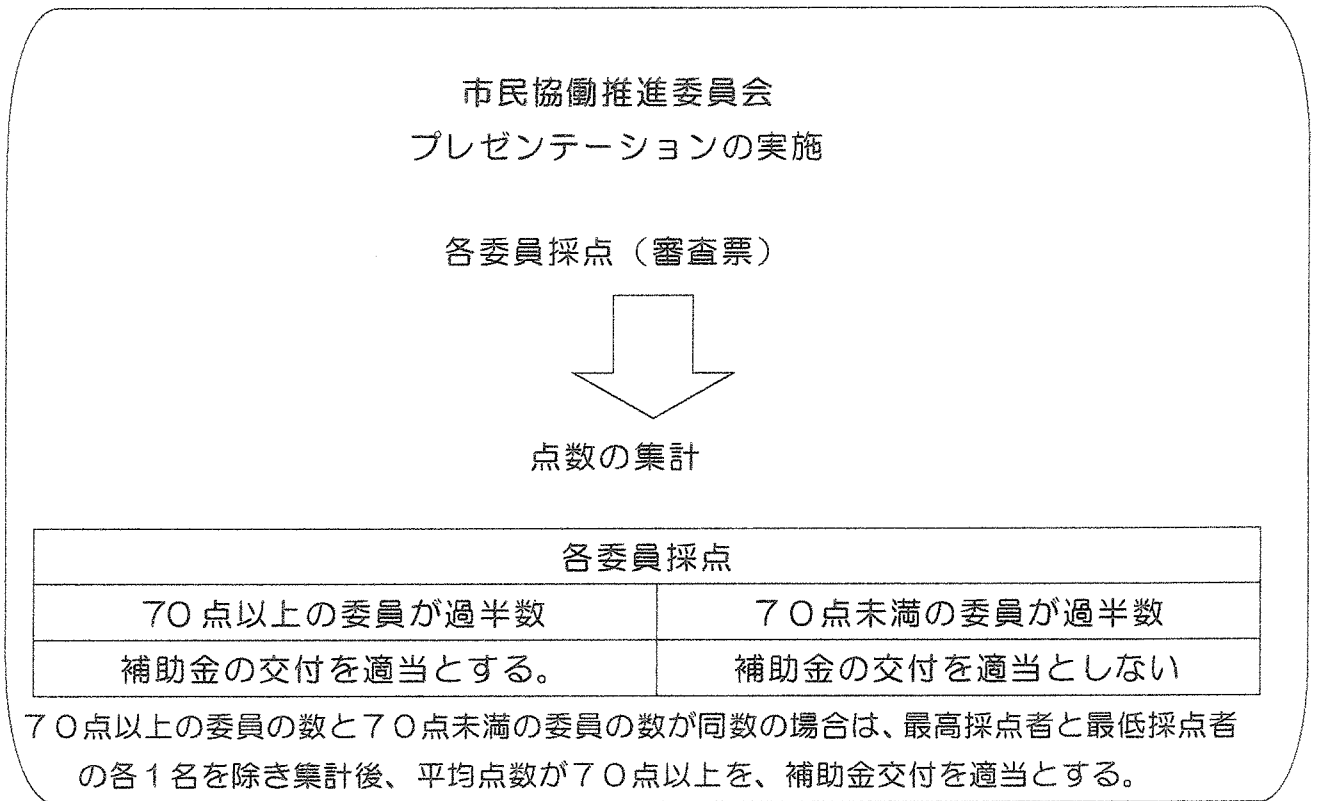 市民協働推進委員会
プレゼンテーションの実施
各委員採点（審査票）
点数の集計
各委員採点
70点以上の委員が過半数
７０点未満の委員が過半数
補助金の交付を適当とする。
補助金の交付を適当としない
７０点以上の委員の数と７０点未満の委員の数が同数の場合は、最高採点者と最低採点者
の各１名を除き集計後、平均点数が７０点以上を、補助金交付を適当とする。